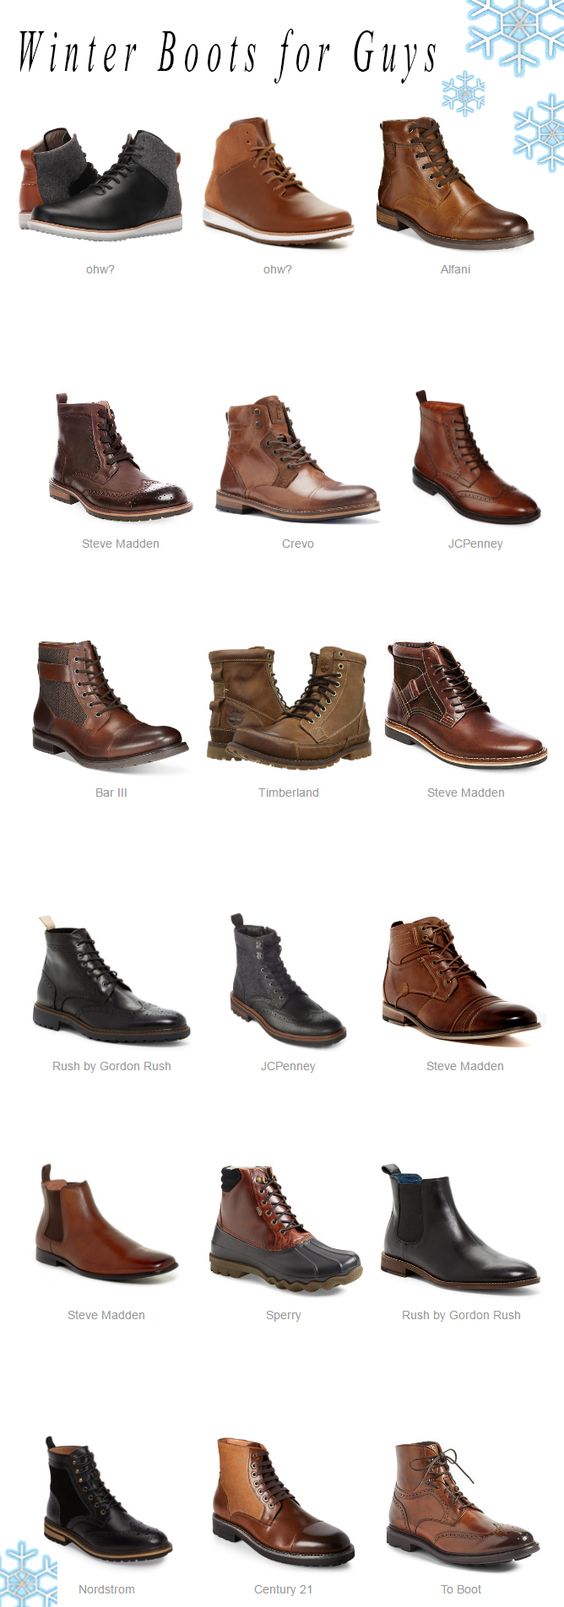 Winter Boots for Guys
ohw?
ohw?
Alfani
Steve Madden
Crevo
JCPenney
Bar III
Timberland
Steve Madden
Rush by Gordon Rush
JCPenney
Steve Madden
Steve Madden
Sperry
Rush by Gordon Rush
Nordstrom
Century 21
To Boot